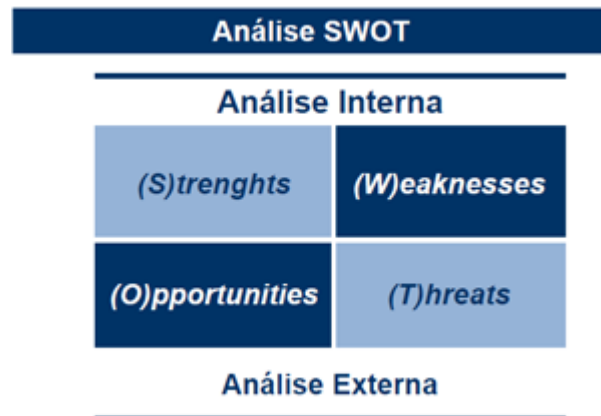 Análise SWOT
Análise Interna
(S)trenghts
(W)eaknesses
(O)pportunities
(T)hreats
Análise Externa